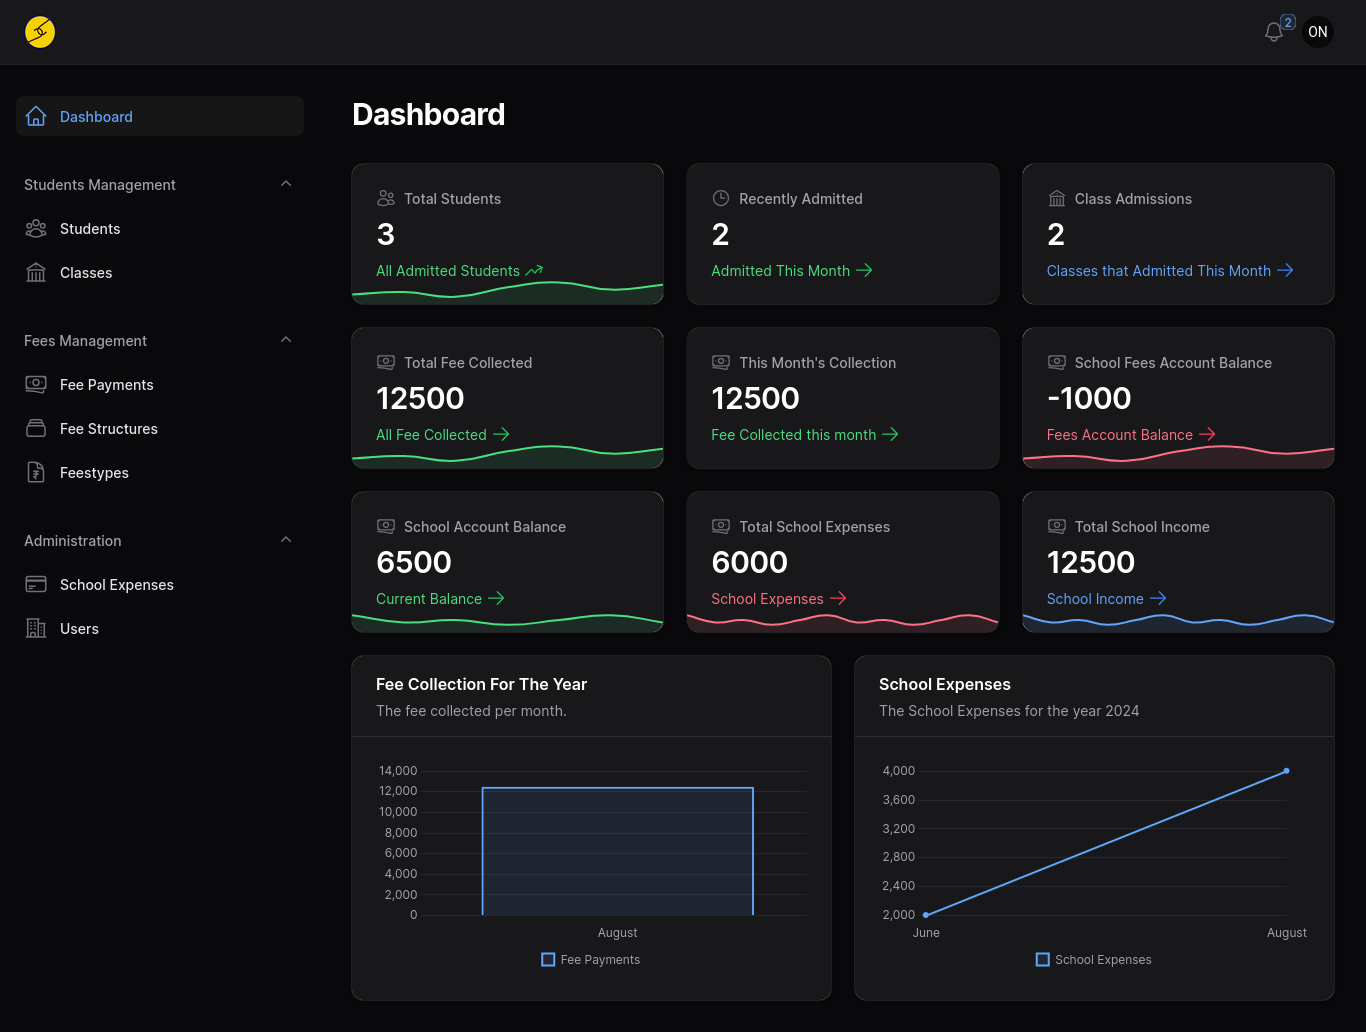 2
ON
Dashboard
Students Management
Students
Classes
Fees Management
Fee Payments
Fee Structures
Feestypes
Administration
School Expenses
Users
Dashboard
Total Students
3
All Admitted Students
Recently Admitted
2
Admitted This Month
Class Admissions
2
Classes that Admitted This Month
Total Fee Collected
12500
All Fee Collected
This Month's Collection
12500
Fee Collected this month
School Fees Account Balance
-1000
Fees Account Balance
School Account Balance
6500
Current Balance
Total School Expenses
6000
School Expenses
Total School Income
12500
School Income
Fee Collection For The Year
The fee collected per month.
14,000
12,000
10,000
8,000
6,000
4,000
2,000
0
August
Fee Payments
School Expenses
The School Expenses for the year 2024
4,000
3,600
3,200
2,800
2,400
2,000
June August
School Expenses